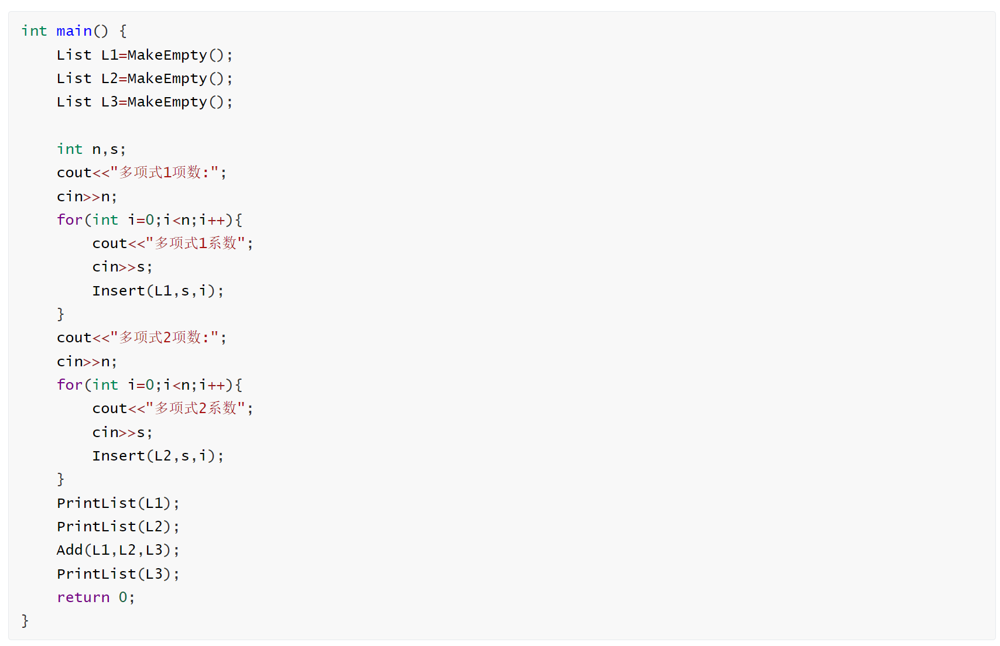 int main() {
    List L1=MakeEmpty();
    List L2=MakeEmpty();
    List L3=MakeEmpty();

    int n,s;
    cout<<"多项式1项数:";
    cin>>n;
    for(int i=0;i<n;i++){
        cout<<"多项式1系数";
        cin>>s;
        Insert(L1,s,i);
    }
    cout<<"多项式2项数:";
    cin>>n;
    for(int i=0;i<n;i++){
        cout<<"多项式2系数";
        cin>>s;
        Insert(L2,s,i);
    }
    PrintList(L1);
    PrintList(L2);
    Add(L1,L2,L3);
    PrintList(L3);
    return 0;
}